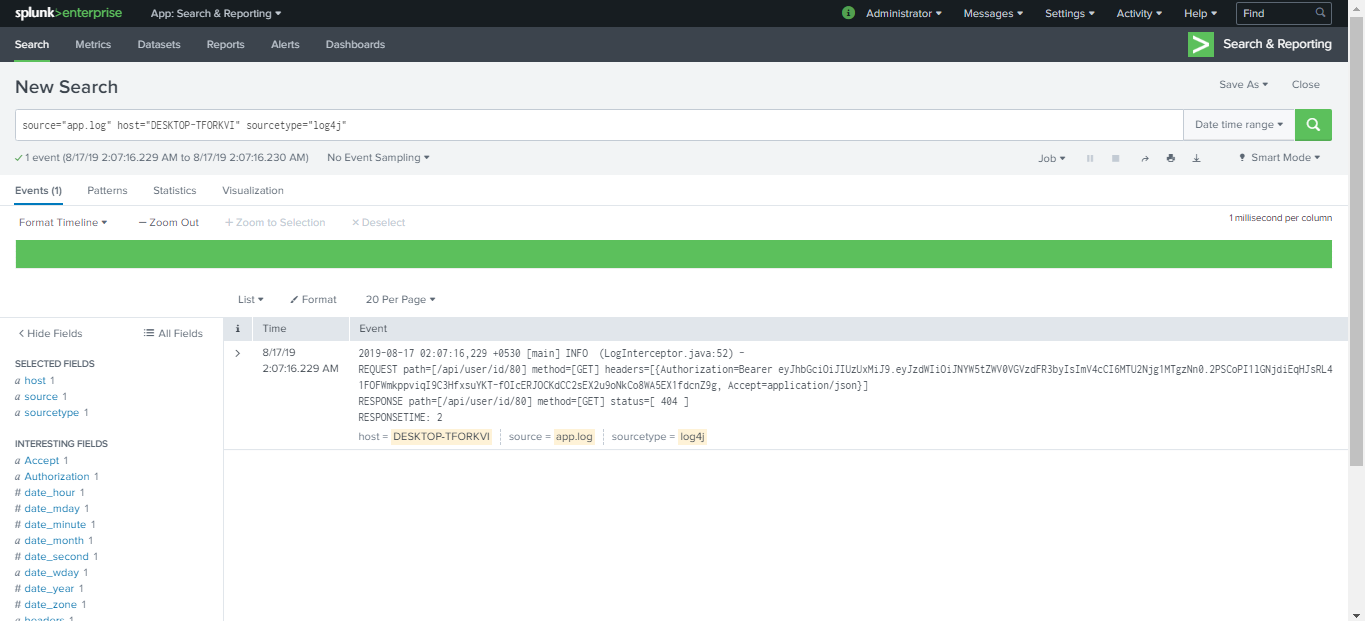 splunk>enterprise App: Search & Reporting ▾ i Administrator ▾ Messages ▾ Settings ▾ Activity ▾ Help ▾ Find
Search Metrics Datasets Reports Alerts Dashboards > Search & Reporting
New Search Save As ▾ Close
source="app.log" host="DESKTOP-TFORKVI" sourcetype="log4j" Date time range ▾
✓ 1 event (8/17/19 2:07:16.229 AM to 8/17/19 2:07:16.230 AM) No Event Sampling ▾ Job ▾ Smart Mode ▾
Events (1) Patterns Statistics Visualization
Format Timeline ▾ — Zoom Out + Zoom to Selection × Deselect 1 millisecond per column
List ▾ Format 20 Per Page ▾
< Hide Fields All Fields
i Time Event
SELECTED FIELDS
a host 1
a source 1
a sourcetype 1
INTERESTING FIELDS
a Accept 1
a Authorization 1
# date_hour 1
# date_mday 1
# date_minute 1
a date_month 1
# date_second 1
a date_wday 1
# date_year 1
# date_zone 1
a headers 1
> 8/17/19
2:07:16.229 AM
2019-08-17 02:07:16,229 +0530 [main] INFO (LogInterceptor.java:52) -
REQUEST path=[/api/user/id/80] method=[GET] headers=[{Authorization=Bearer eyJhbGciOiJIUzUxMiJ9.eyJzdWIiOiJNYW5tZWV0VGVzdFR3byIsImV4cCI6MTU2Njg1MTgzNn0.2PSCoPI1lGNjdiEqHJsRL4
1FOFWmkppviqI9C3HfxsuYKT-fOIcERJOCKdCC2sEX2u9oNkCo8WA5EX1fdcnZ9g, Accept=application/json}]
RESPONSE path=[/api/user/id/80] method=[GET] status=[ 404 ]
RESPONSETIME: 2
host = DESKTOP-TFORKVI source = app.log sourcetype = log4j